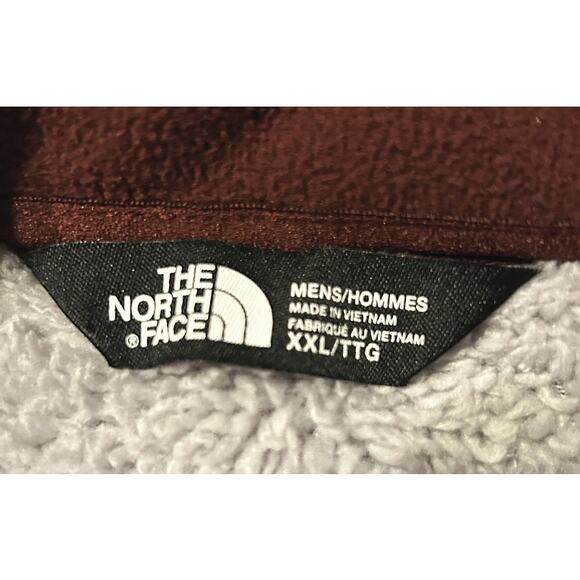 THE
NORTH
FACE
®
MENS/HOMMES
MADE IN VIETNAM
FABRIQUÉ AU VIETNAM
XXL/TTG